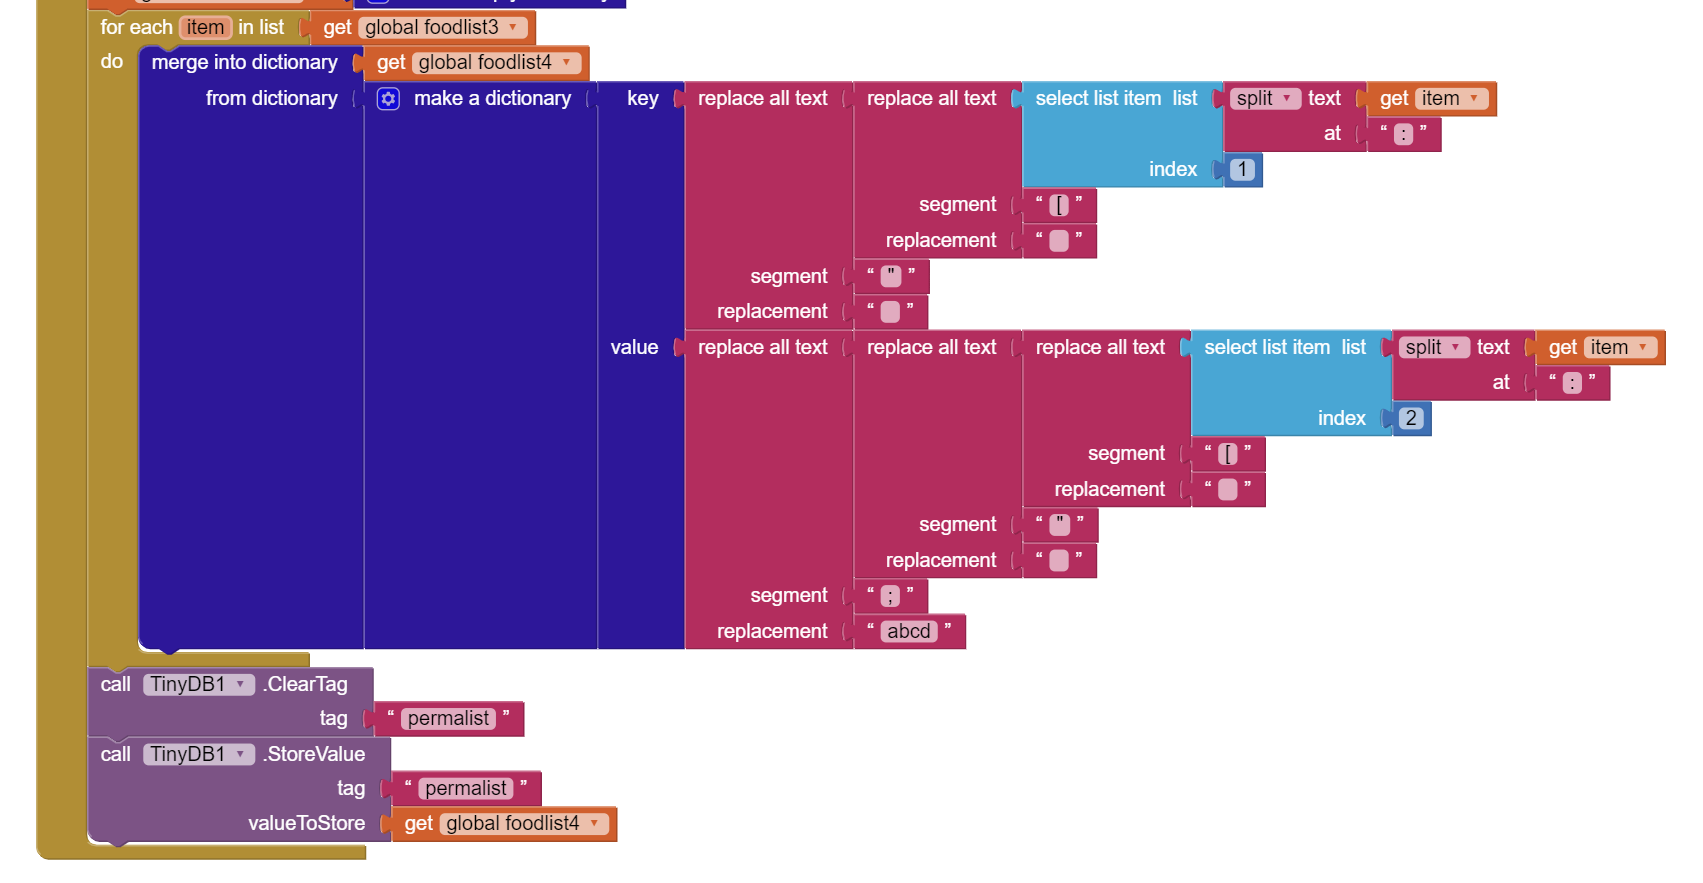 for each item in list get global foodlist3
do merge into dictionary get global foodlist4
from dictionary make a dictionary key replace all text replace all text select list item list split text get item
at “ : ”
index 1
segment “ [ ”
replacement “ ”
segment “ " ”
replacement “ ”
value replace all text replace all text replace all text select list item list split text get item
at “ : ”
index 2
segment “ [ ”
replacement “ ”
segment “ " ”
replacement “ ”
segment “ ; ”
replacement “ abcd ”
call TinyDB1 .ClearTag
tag “ permalist ”
call TinyDB1 .StoreValue
tag “ permalist ”
valueToStore get global foodlist4